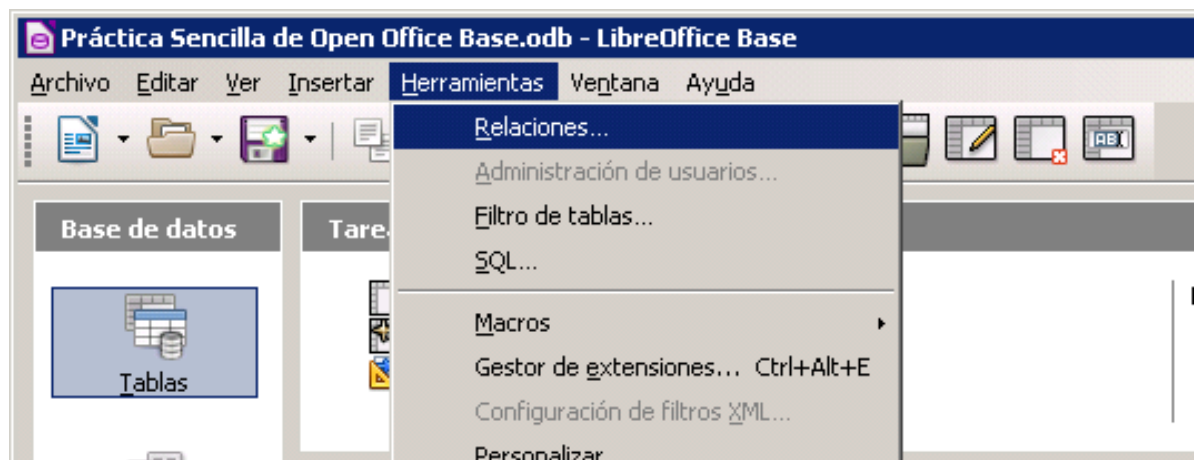 Práctica Sencilla de Open Office Base.odb - LibreOffice Base
Archivo Editar Ver Insertar Herramientas Ventana Ayuda
Relaciones...
Administración de usuarios...
Filtro de tablas...
SQL...
Macros
Gestor de extensiones... Ctrl+Alt+E
Configuración de filtros XML...
Personalizar
Base de datos
Tablas
Tare